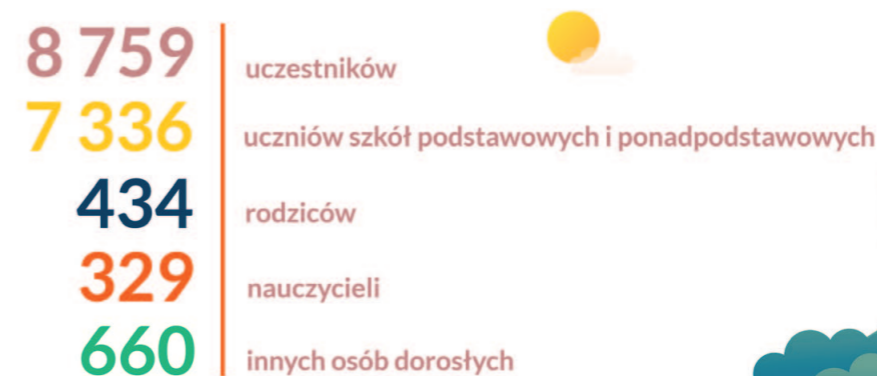 8 759 uczestników
7 336 uczniów szkół podstawowych i ponadpodstawowych
434 rodziców
329 nauczycieli
660 innych osób dorosłych